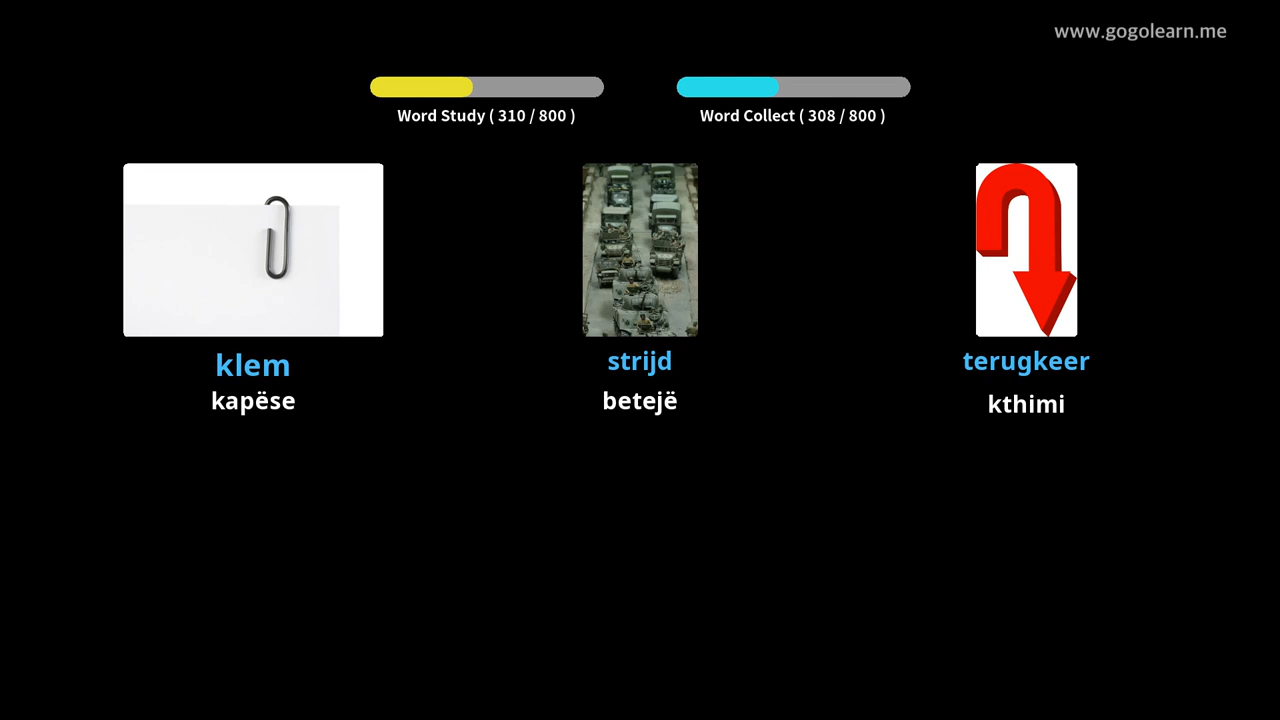 www.gogolearn.me
Word Study ( 310 / 800 )
Word Collect ( 308 / 800 )
klem
kapëse
strijd
betejë
terugkeer
kthimi